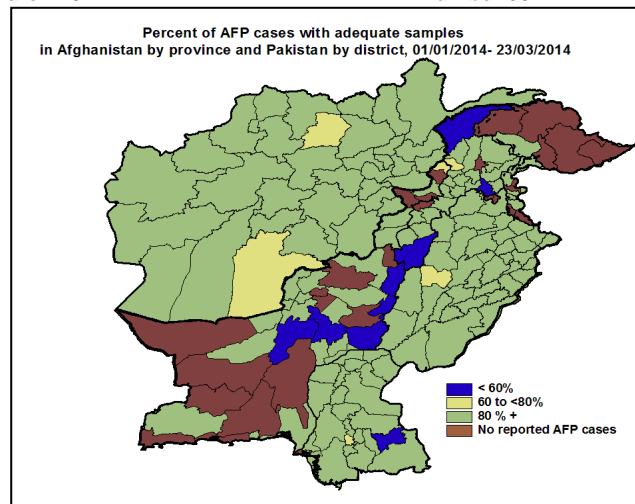 Percent of AFP cases with adequate samples
in Afghanistan by province and Pakistan by district, 01/01/2014- 23/03/2014
< 60%
60 to <80%
80 % +
No reported AFP cases